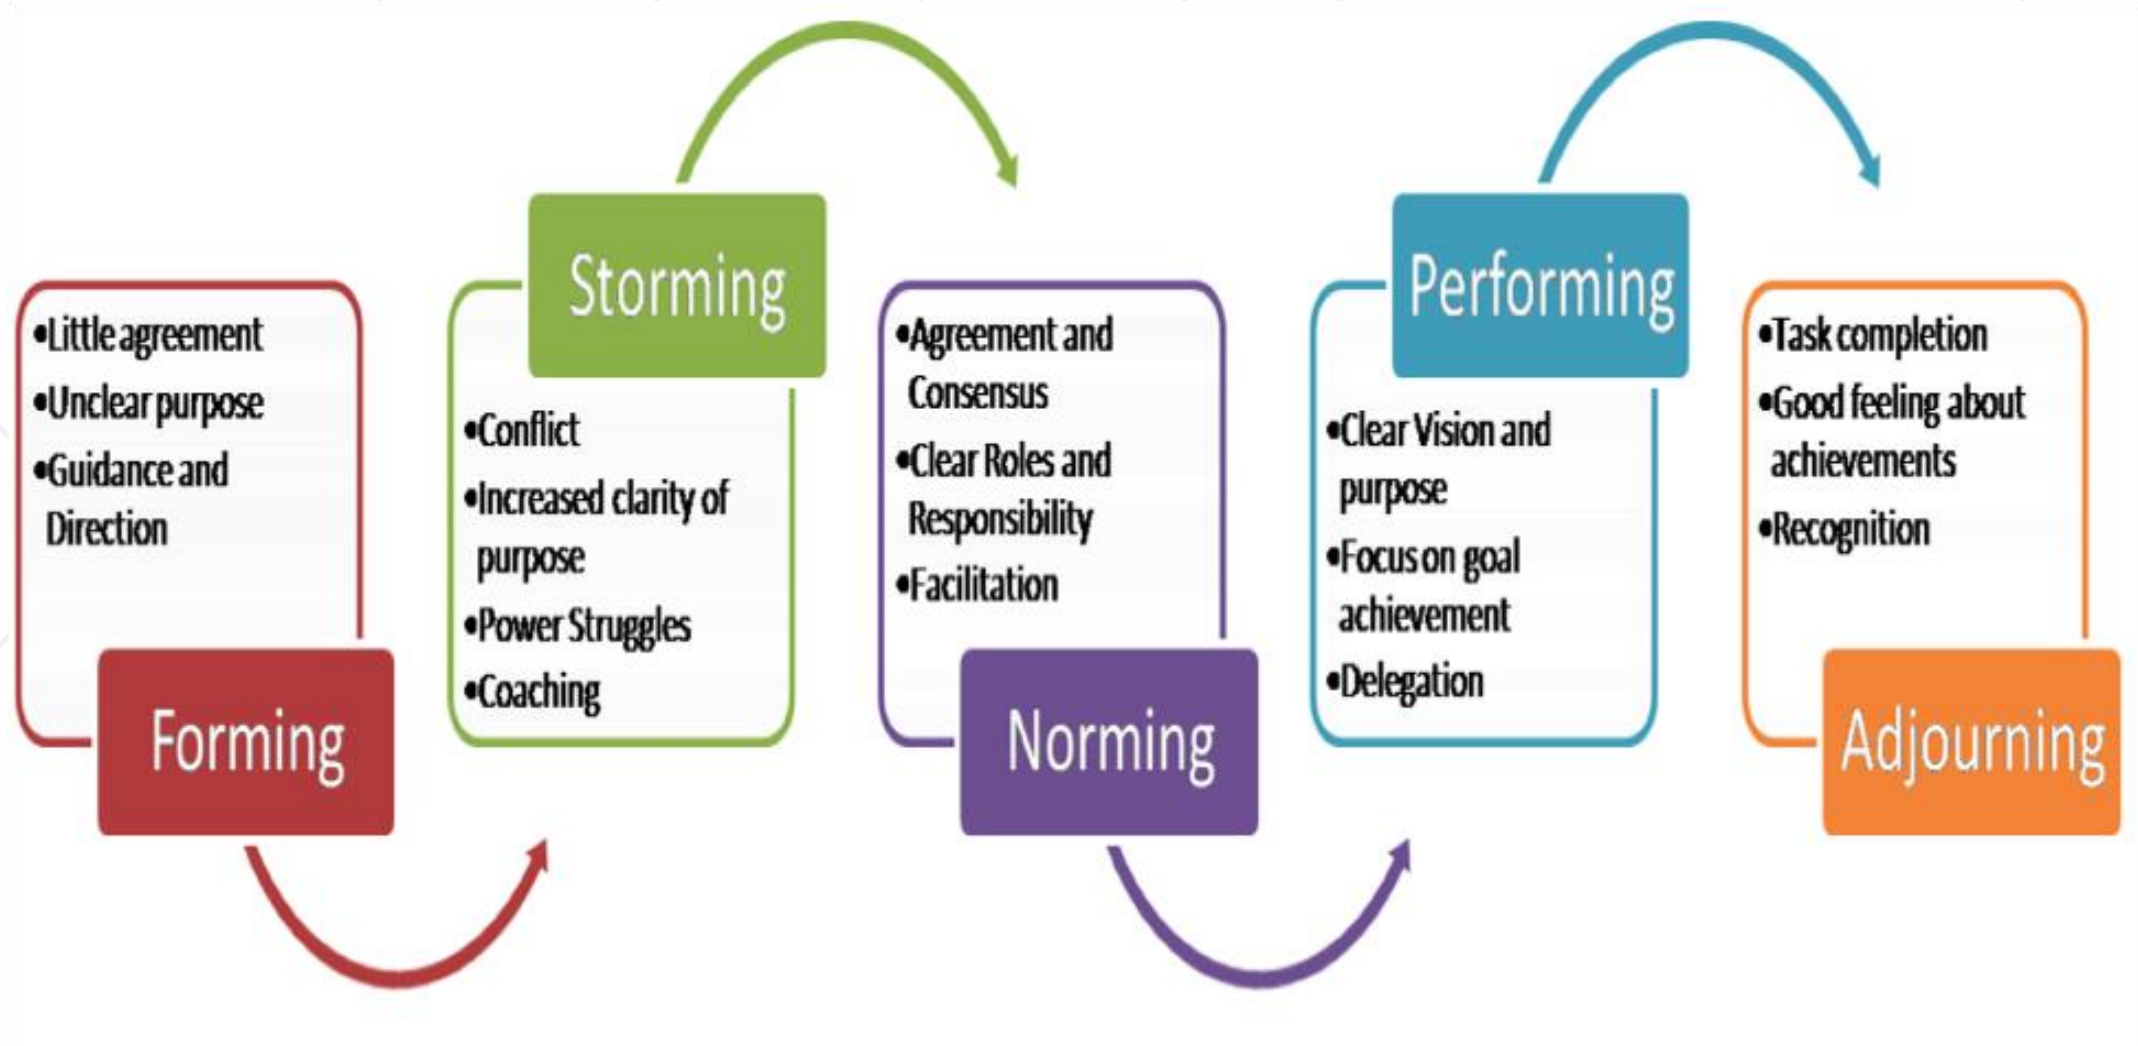 •Little agreement
•Unclear purpose
•Guidance and
Direction
Forming
Storming
•Conflict
•Increased clarity of
purpose
•Power Struggles
•Coaching
•Agreement and
Consensus
•Clear Roles and
Responsibility
•Facilitation
Norming
Performing
•Clear Vision and
purpose
•Focus on goal
achievement
•Delegation
•Task completion
•Good feeling about
achievements
•Recognition
Adjourning